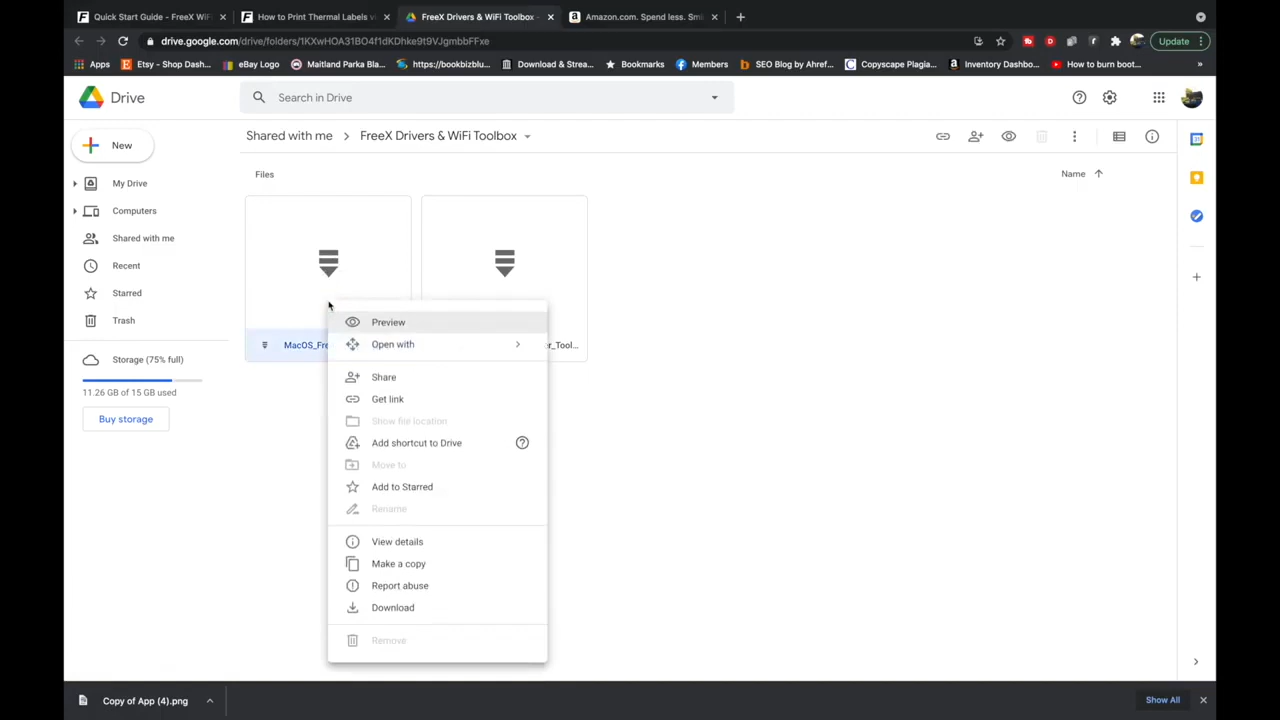 Quick Start Guide - FreeX WiF
How to Print Thermal Labels vi
FreeX Drivers & WiFi Toolbox -
Amazon.com. Spend less. Smi
drive.google.com/drive/folders/1KXwHOA31BO4f1dKDhke9t9VJgmbbFFxe
Update
Apps
Etsy - Shop Dash...
eBay Logo
Maitland Parka Bla...
https://bookbizblu...
Download & Strea...
Bookmarks
Members
SEO Blog by Ahref...
Copyscape Plagia...
Inventory Dashbo...
How to burn boot...
Drive
Search in Drive
New
Shared with me
FreeX Drivers & WiFi Toolbox
My Drive
Computers
Shared with me
Recent
Starred
Trash
Storage (75% full)
11.26 GB of 15 GB used
Buy storage
Files
Name
MacOS_Fre
r_Tool...
Preview
Open with
Share
Get link
Show file location
Add shortcut to Drive
Move to
Add to Starred
Rename
View details
Make a copy
Report abuse
Download
Remove
Copy of App (4).png
Show All